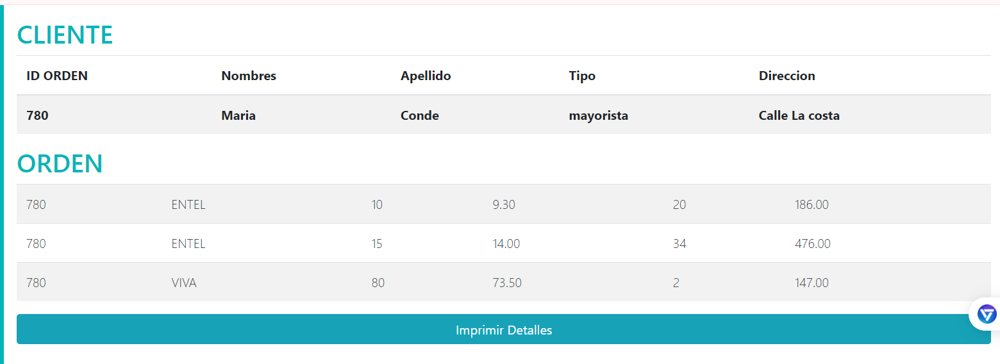 CLIENTE
ID ORDEN Nombres Apellido Tipo Direccion
780 Maria Conde mayorista Calle La costa
ORDEN
780 ENTEL 10 9.30 20 186.00
780 ENTEL 15 14.00 34 476.00
780 VIVA 80 73.50 2 147.00
Imprimir Detalles